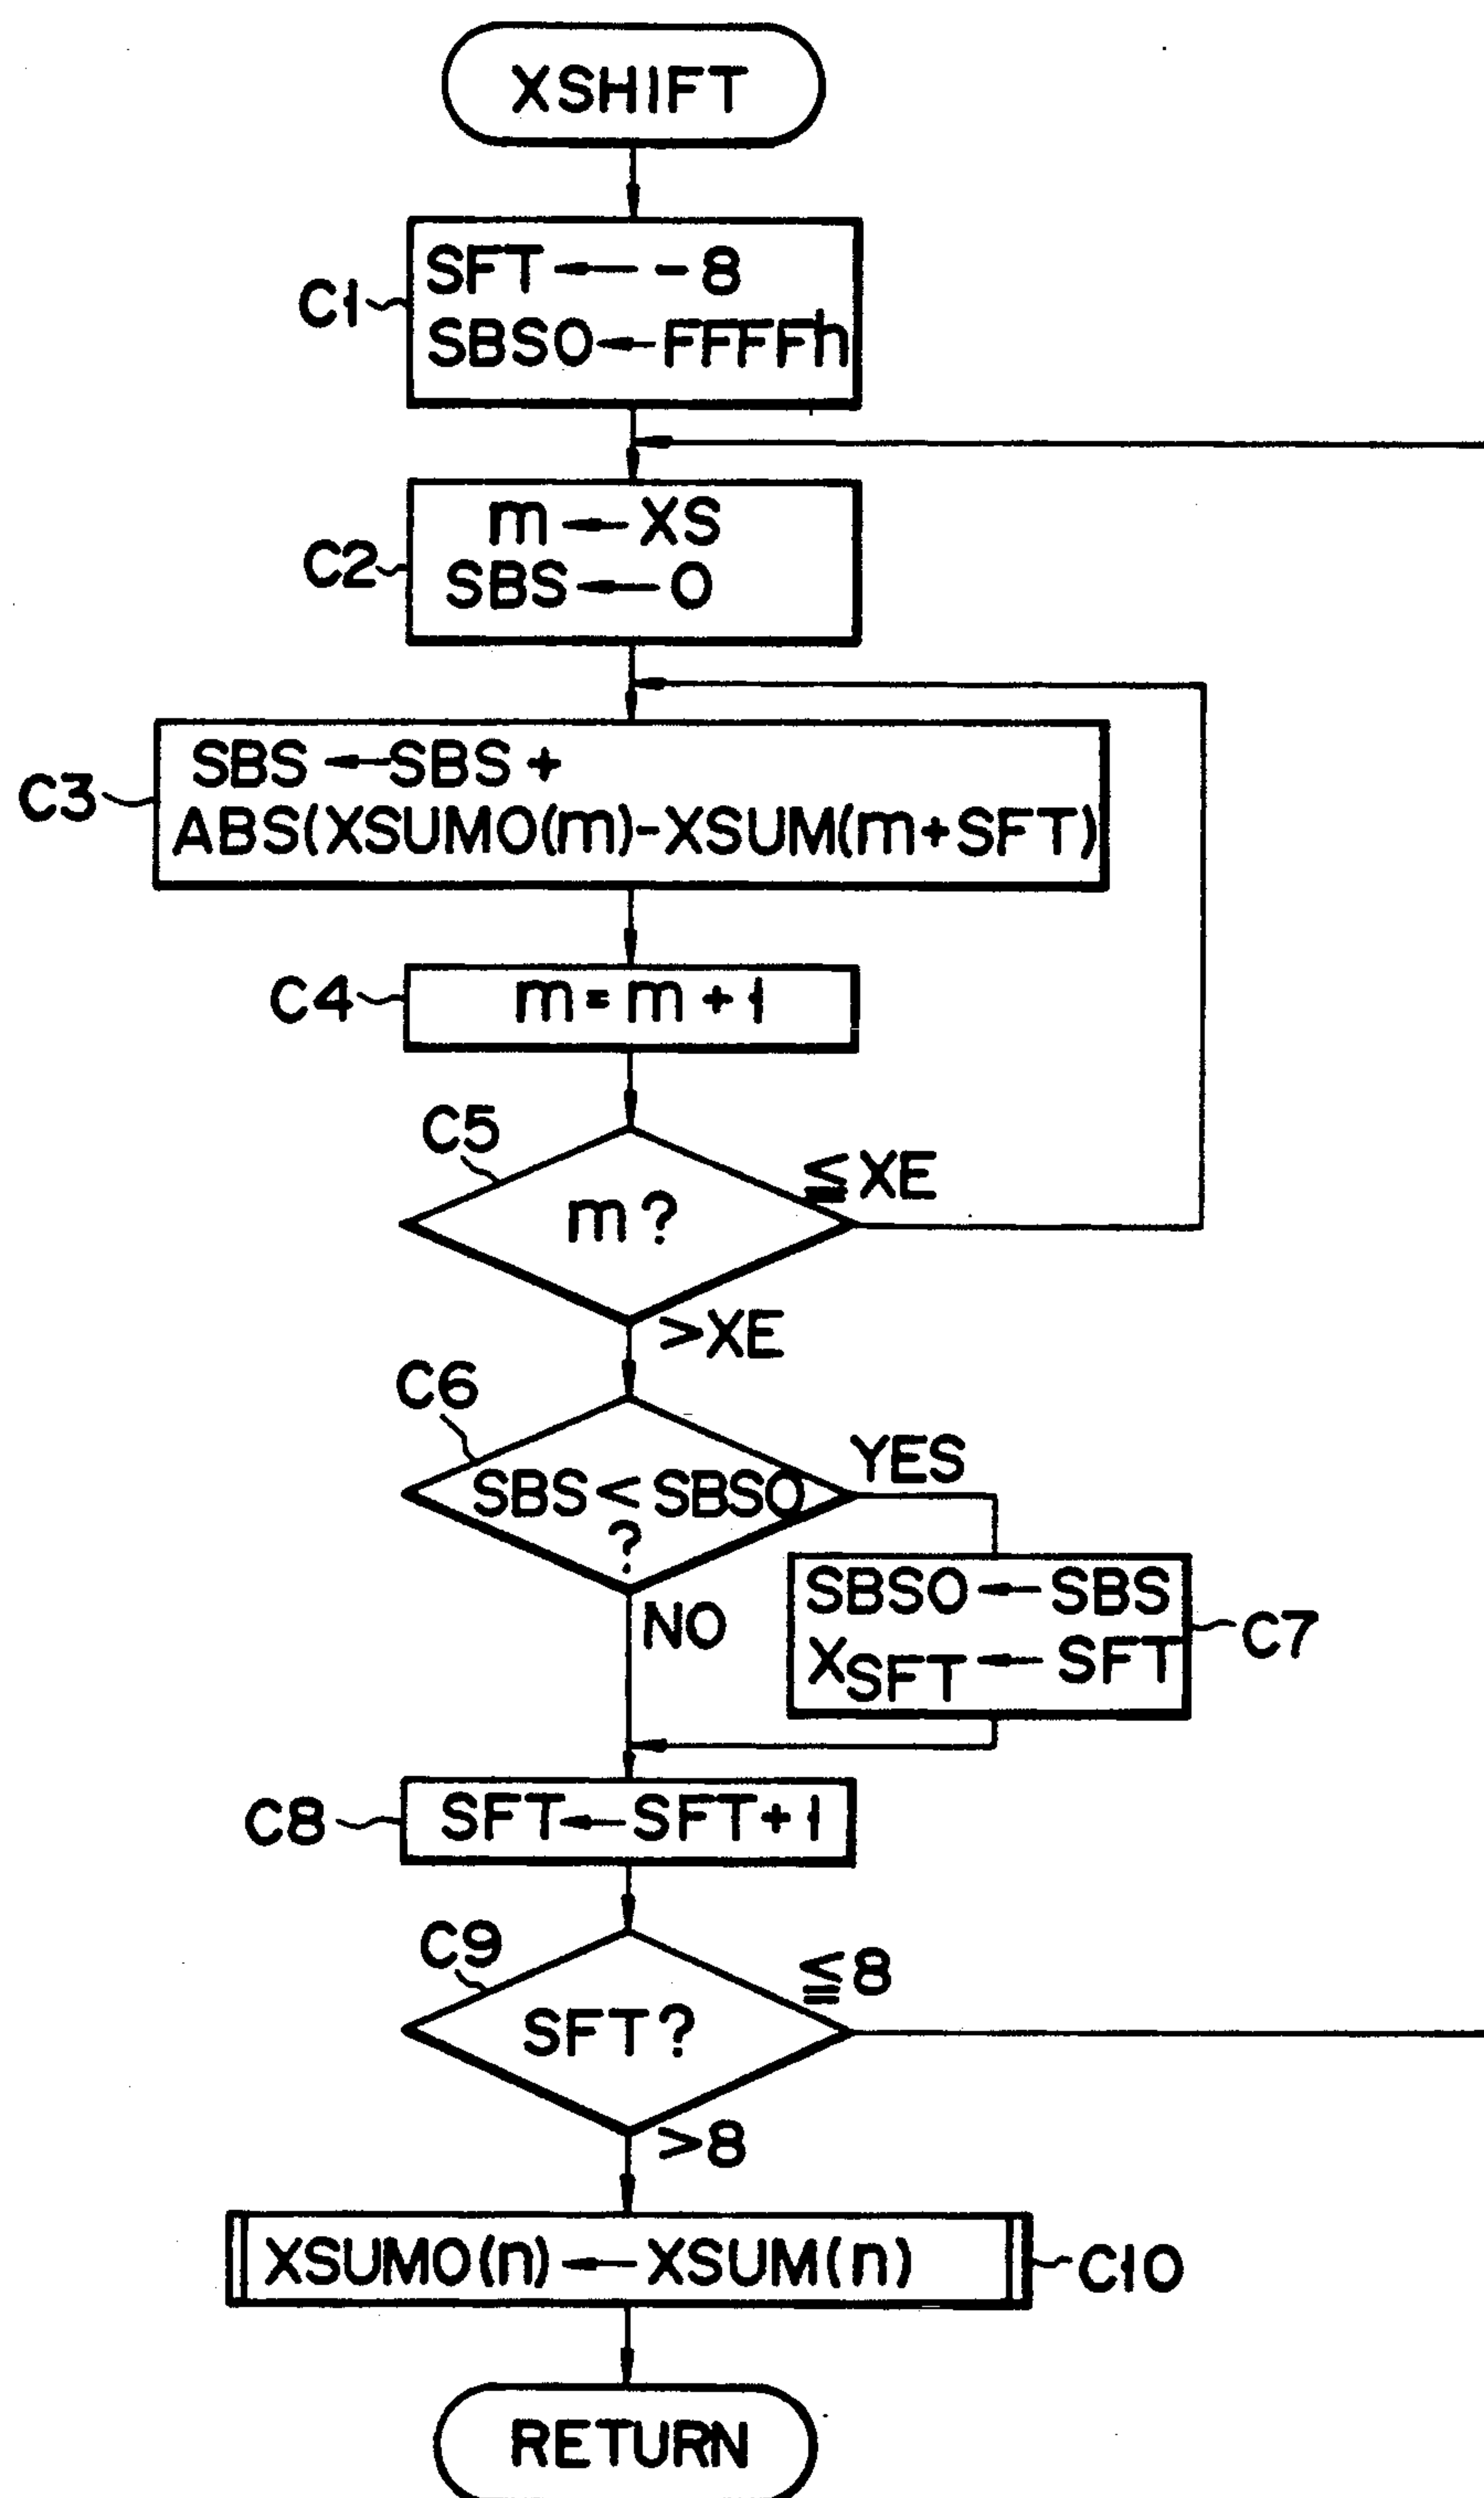 XSHIFT
C1
SFT ← -8
SBSO ← FFFFh
C2
m ← XS
SBS ← 0
C3
SBS ← SBS +
ABS(XSUMO(m)-XSUM(m+SFT)
C4
m = m + 1
C5
m ?
≦XE
>XE
C6
SBS < SBSO
?
YES
NO
SBSO ← SBS
XSFT ← SFT
C7
C8
SFT ← SFT + 1
C9
SFT ?
≦8
>8
XSUMO(n) ← XSUM(n)
C10
RETURN